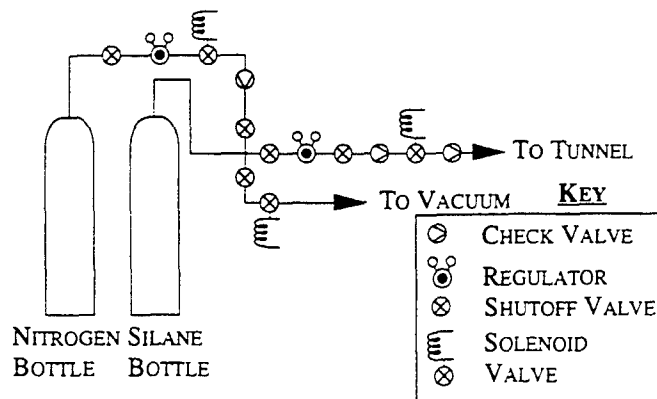 TO TUNNEL
TO VACUUM
KEY
CHECK VALVE
REGULATOR
SHUTOFF VALVE
SOLENOID
VALVE
NITROGEN SILANE
BOTTLE BOTTLE